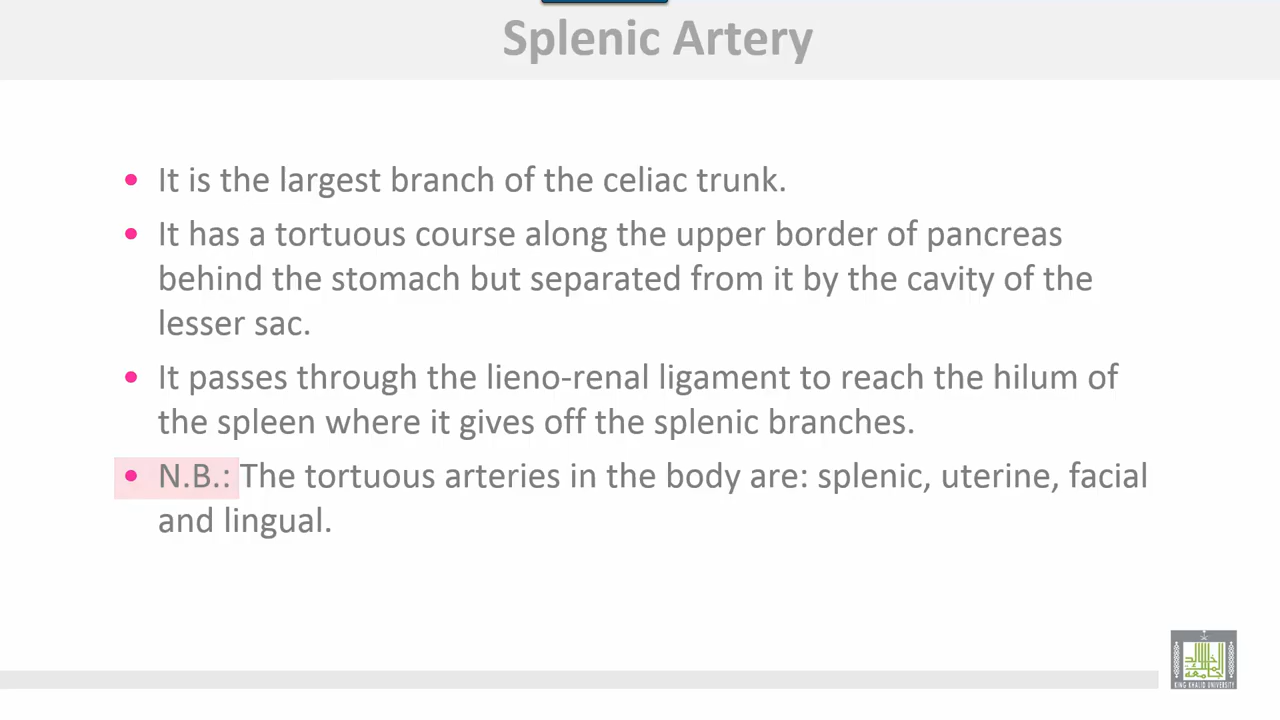 Splenic Artery
• It is the largest branch of the celiac trunk.
• It has a tortuous course along the upper border of pancreas
behind the stomach but separated from it by the cavity of the
lesser sac.
• It passes through the lieno-renal ligament to reach the hilum of
the spleen where it gives off the splenic branches.
• N.B.: The tortuous arteries in the body are: splenic, uterine, facial
and lingual.
KING KHALID UNIVERSITY